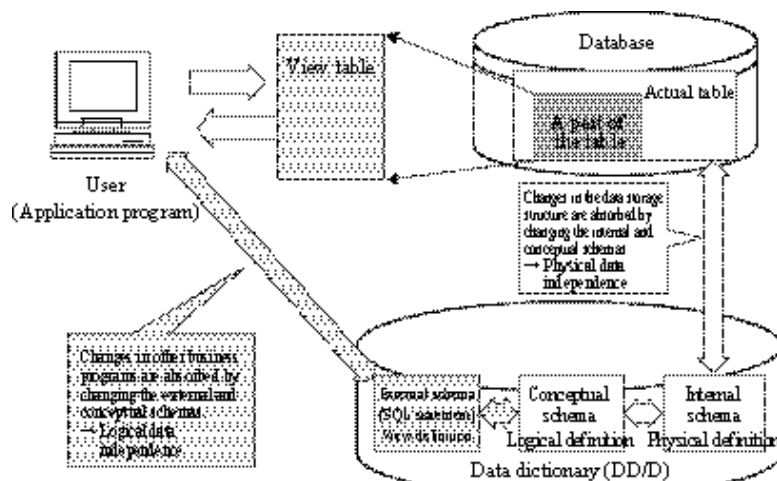 Database
View table
Actual table
A part of
the table
User
(Application program)
Changes in the data storage
structure are absorbed by
changing the internal and
conceptual schemas
→ Physical data
independence
Changes in other business
programs are absorbed by
changing the external and
conceptual schemas.
→ Logical data
independence
External schema
(SQL statement)
View definition
Conceptual
schema
Logical definition
Internal
schema
Physical definition
Data dictionary (DD/D)